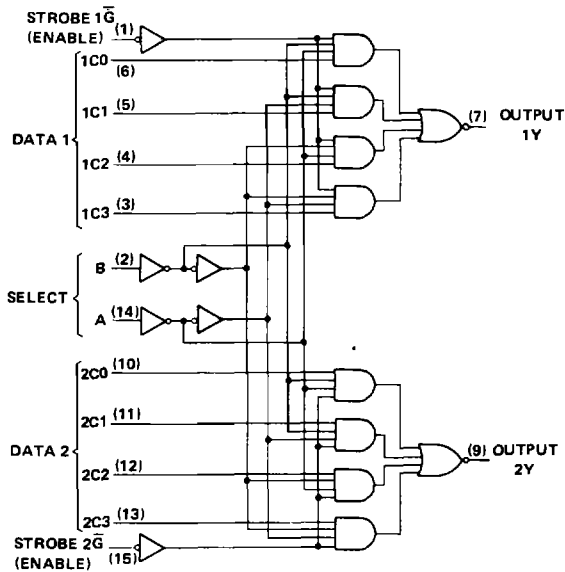 STROBE 1G̅ (1)
(ENABLE)
1C0
(6)
1C1 (5)
DATA 1
1C2 (4)
1C3 (3)
(7) OUTPUT
1Y
B (2)
SELECT
A (14)
2C0 (10)
2C1 (11)
DATA 2
2C2 (12)
2C3 (13)
(9) OUTPUT
2Y
STROBE 2G̅ (15)
(ENABLE)